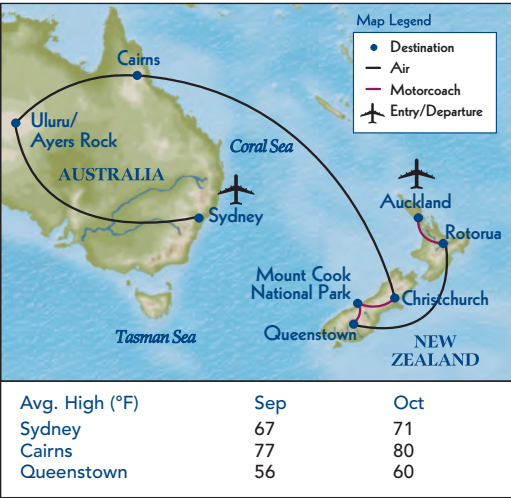 Map Legend
Destination
Air
Motorcoach
Entry/Departure
Cairns
Uluru/
Ayers Rock
Coral Sea
AUSTRALIA
Sydney
Auckland
Rotorua
Mount Cook
National Park
Christchurch
Tasman Sea
Queenstown
NEW
ZEALAND
Avg. High (°F) Sep Oct
Sydney 67 71
Cairns 77 80
Queenstown 56 60